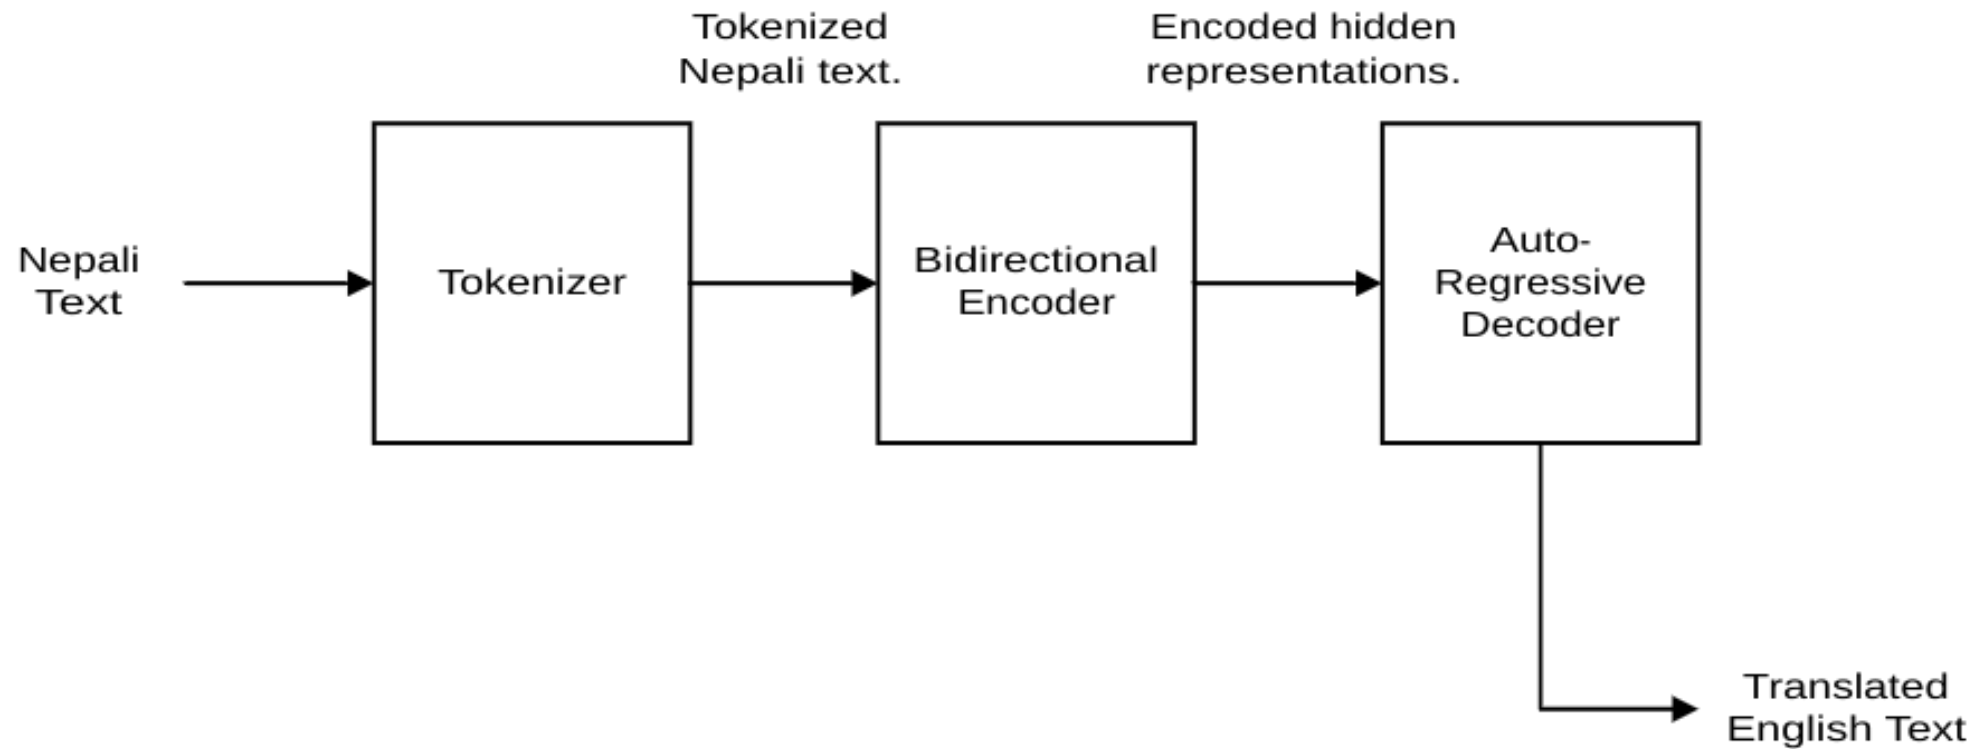 Tokenized
Nepali text.
Encoded hidden
representations.
Nepali
Text
Tokenizer
Bidirectional
Encoder
Auto-
Regressive
Decoder
Translated
English Text